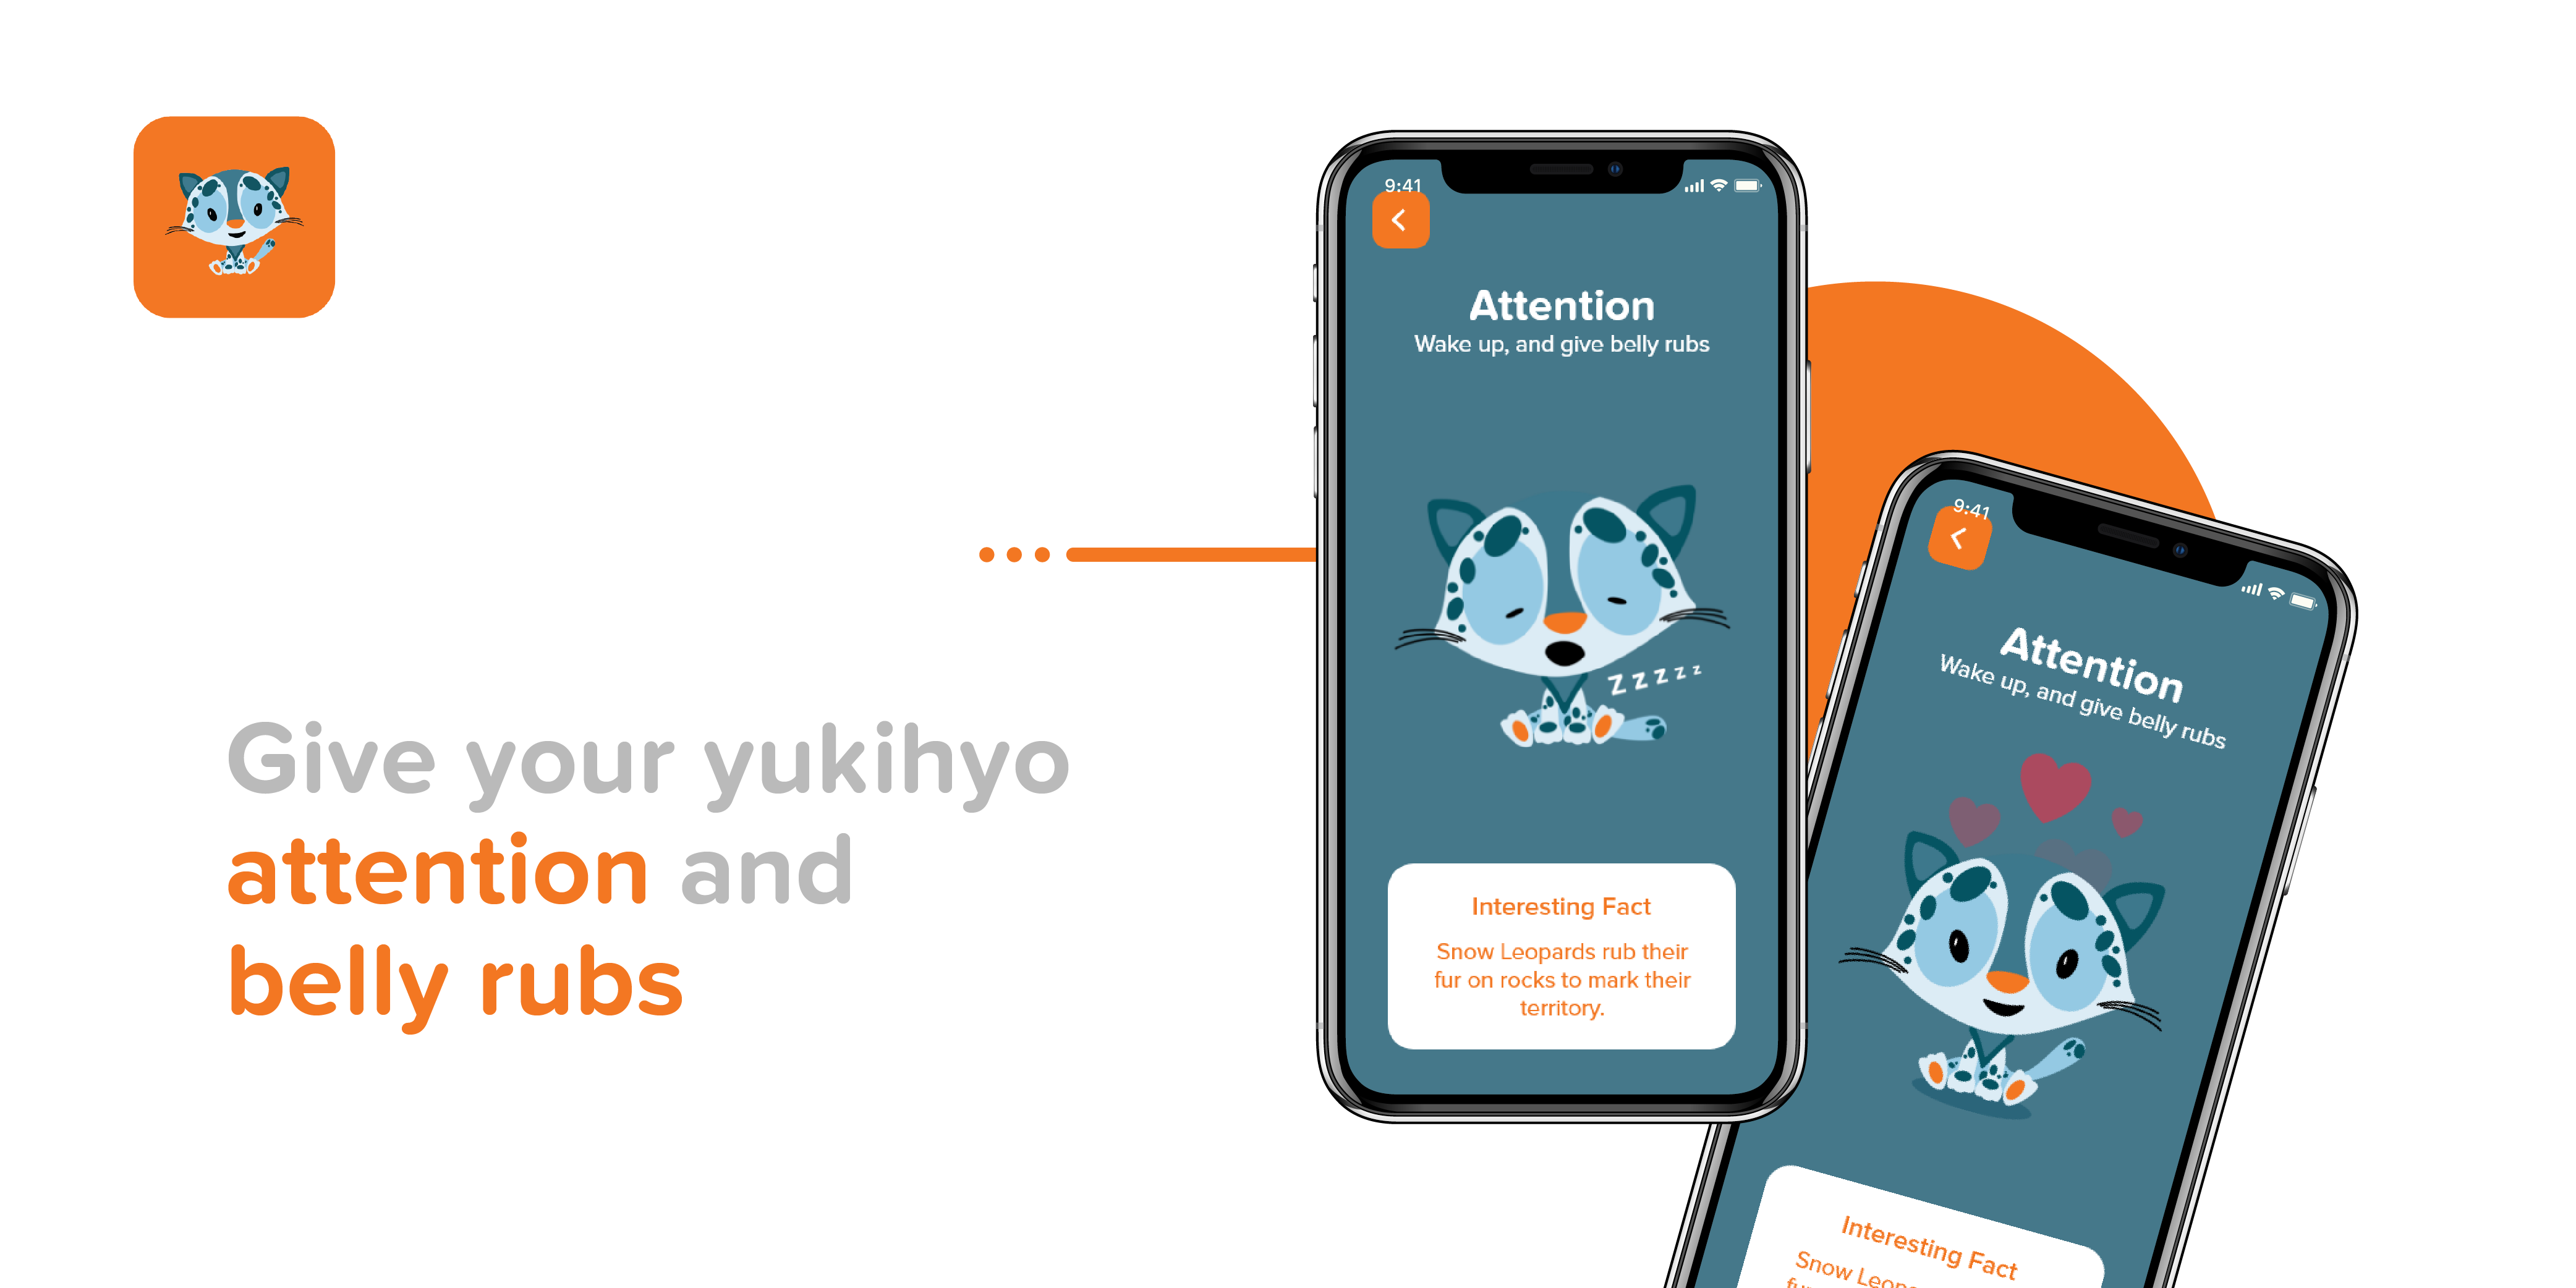 Give your yukihyo
attention and
belly rubs
9:41
Attention
Wake up, and give belly rubs
Z z z z z
Interesting Fact
Snow Leopards rub their
fur on rocks to mark their
territory.
9:41
Attention
Wake up, and give belly rubs
Interesting Fact
Snow